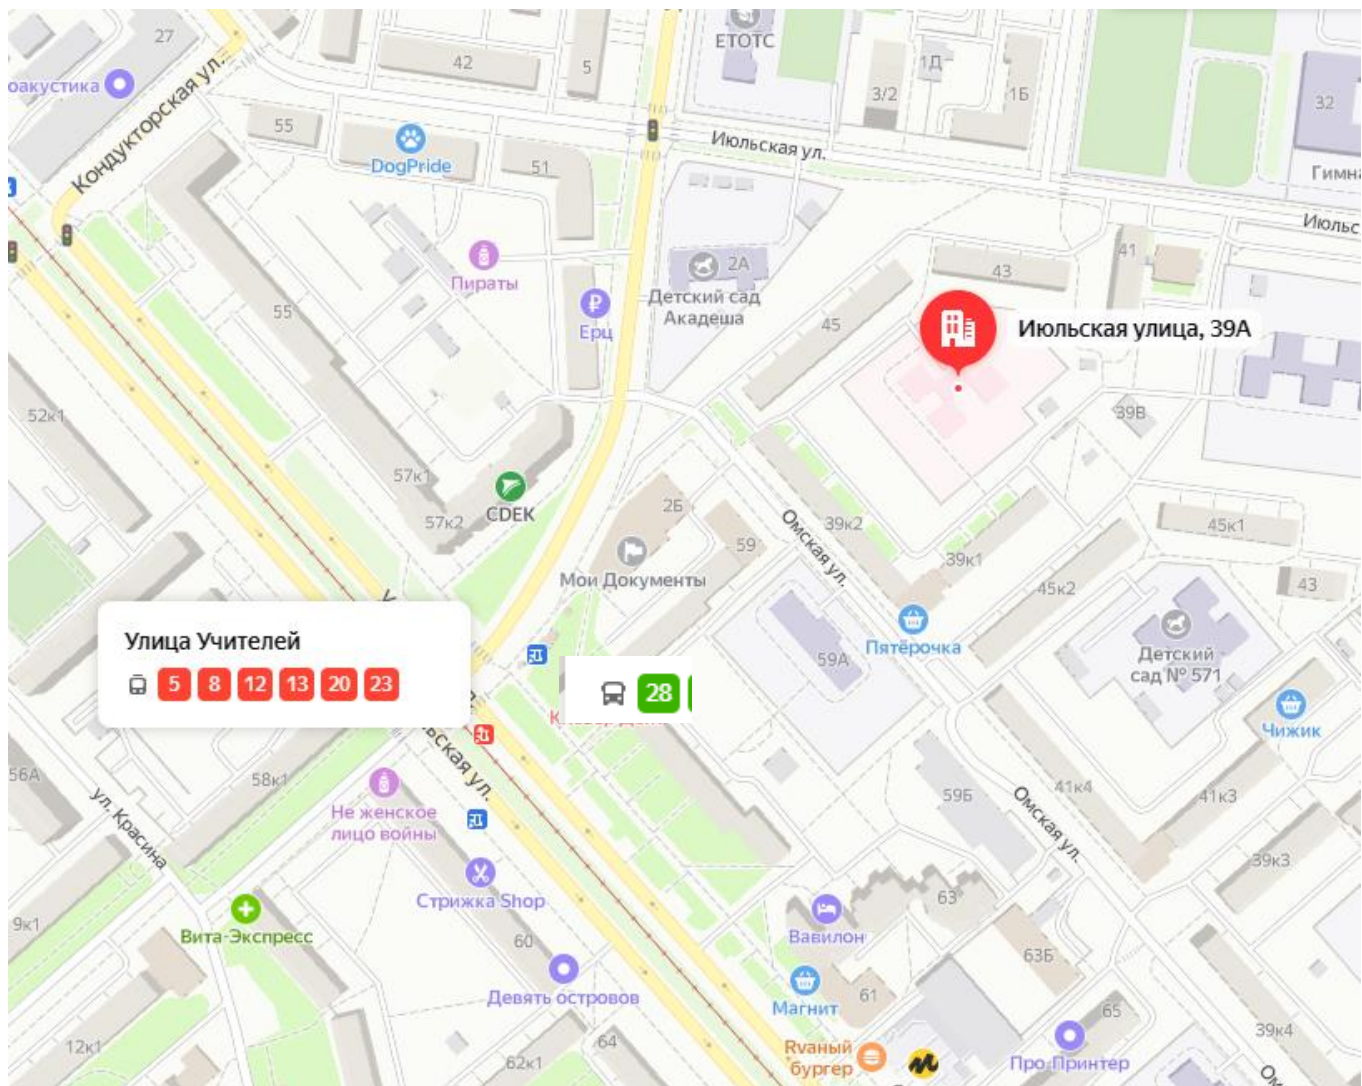 27
ЕТОТС
42
5
1Д
3/2
1Б
32
оакустика
Кондукторская ул.
55
DogPride
51
Июльская ул.
Гимна
Июльс
41
43
2А
Детский сад
Академша
Пираты
Ерц
55
45
Июльская улица, 39А
52к1
39В
57к1
57к2
CDEK
2Б
59
Омская ул.
39к2
39к1
45к1
Мои Документы
45к2
43
Пятёрочка
59А
Детский
сад № 571
Улица Учителей
5 8 12 13 20 23
28
Чижик
ьская ул.
56А
58к1
ул. Красина
Не женское
лицо войны
59Б
Омская ул.
41к4
41к3
39к3
Стрижка Shop
63
9к1
Вита-Экспресс
60
Вавилон
63Б
Девять островов
Магнит
61
65
39к4
12к1
62к1
64
Rvаный
бургер
Про-Принтер